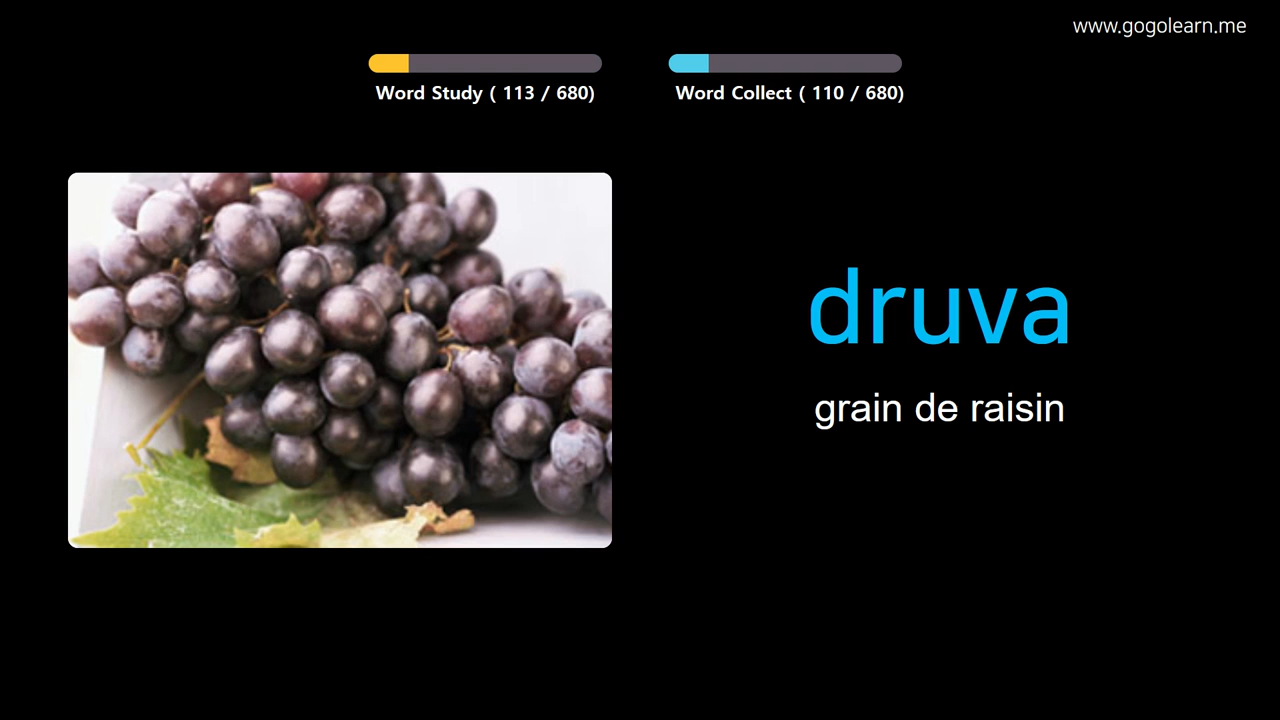 www.gogolearn.me
Word Study ( 113 / 680)
Word Collect ( 110 / 680)
druva
grain de raisin